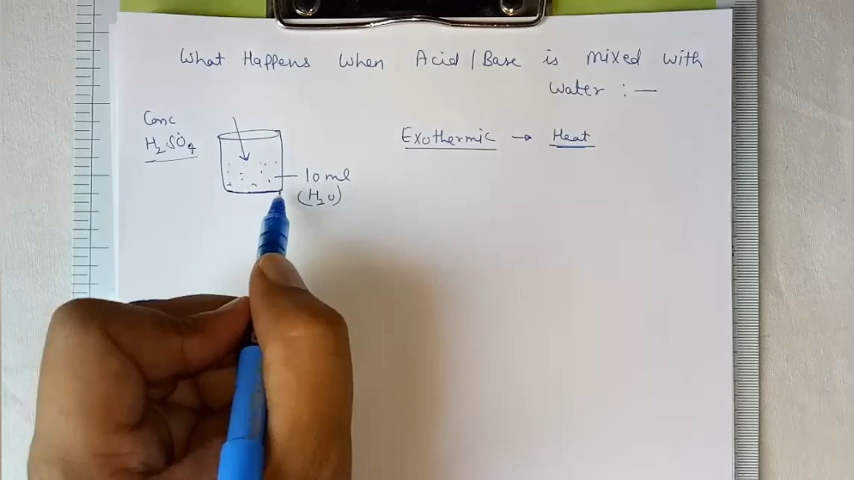 What Happens When Acid / Base is mixed with
water : —
Conc
H₂SO₄
Exothermic → Heat
10 ml
(H₂O)